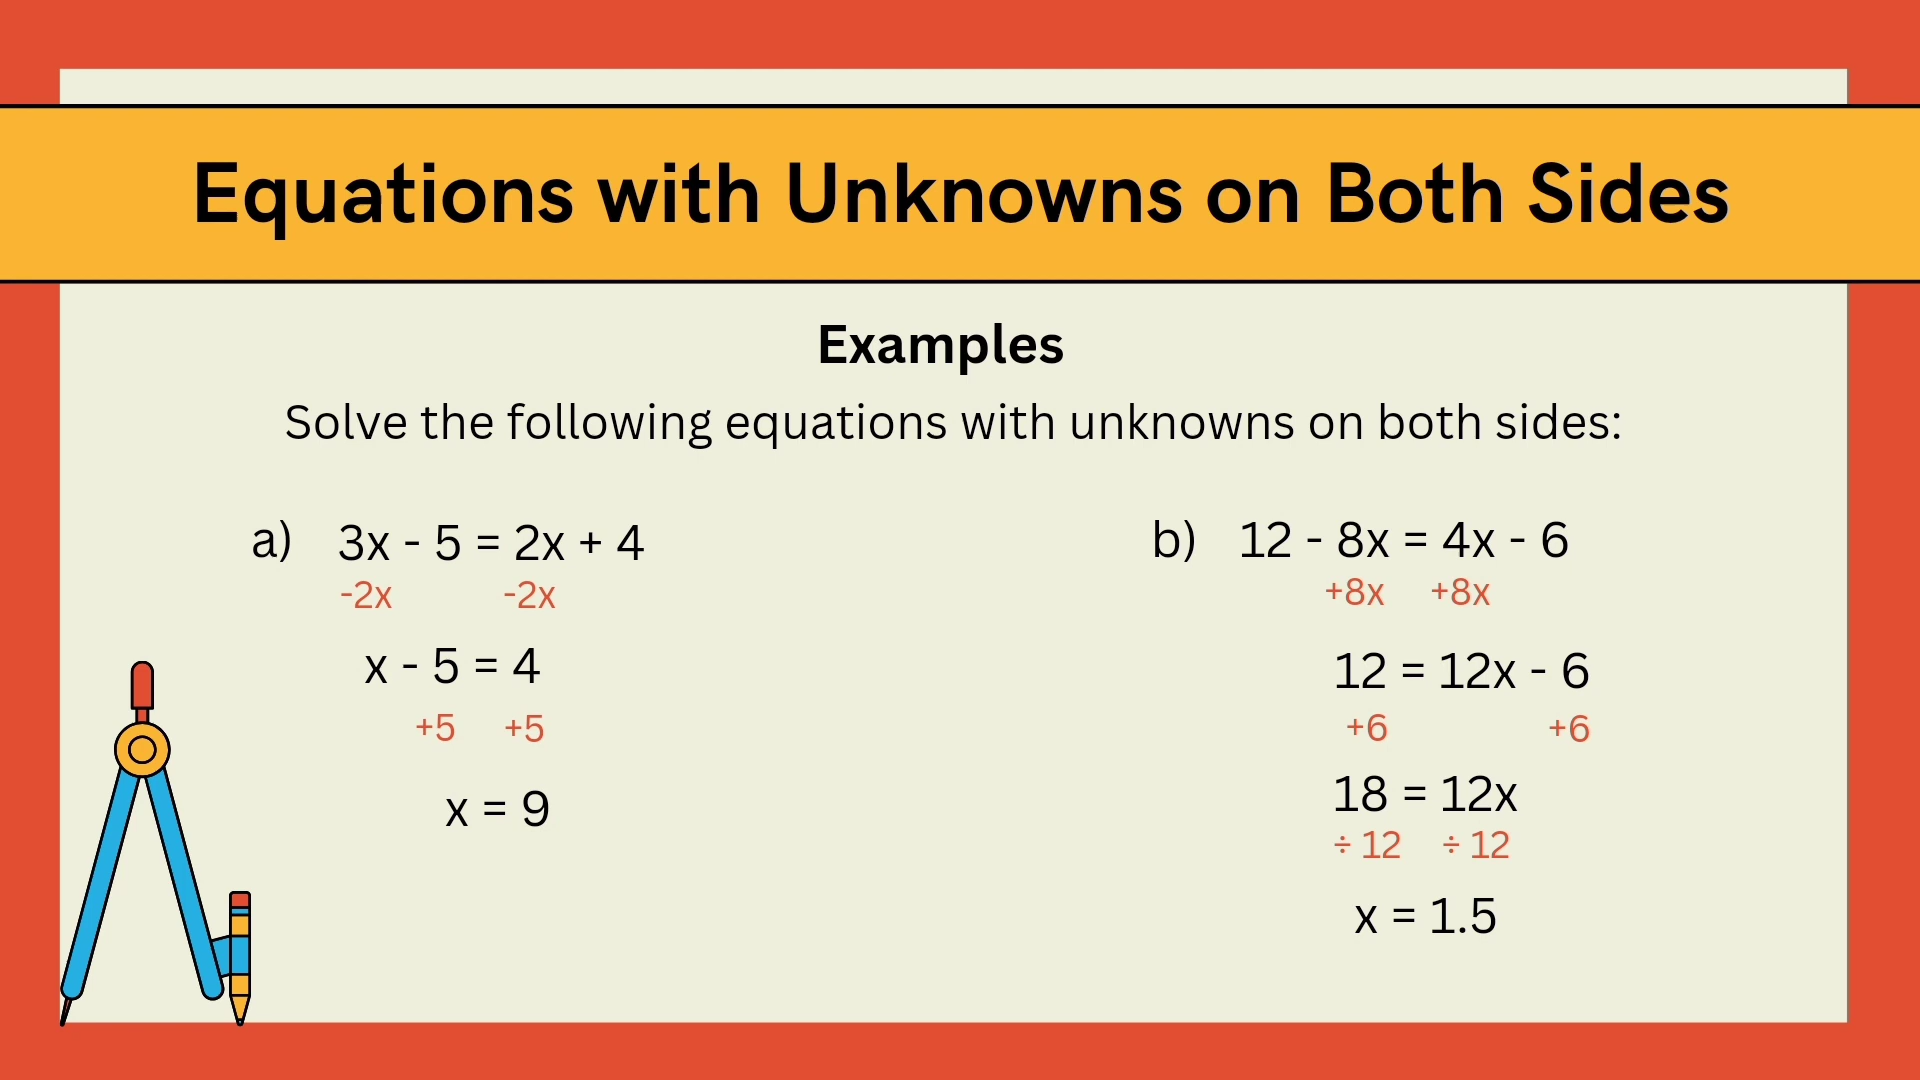 Equations with Unknowns on Both Sides
Examples
Solve the following equations with unknowns on both sides:
a) 3x - 5 = 2x + 4
-2x -2x
x - 5 = 4
+5 +5
x = 9
b) 12 - 8x = 4x - 6
+8x +8x
12 = 12x - 6
+6 +6
18 = 12x
÷ 12 ÷ 12
x = 1.5